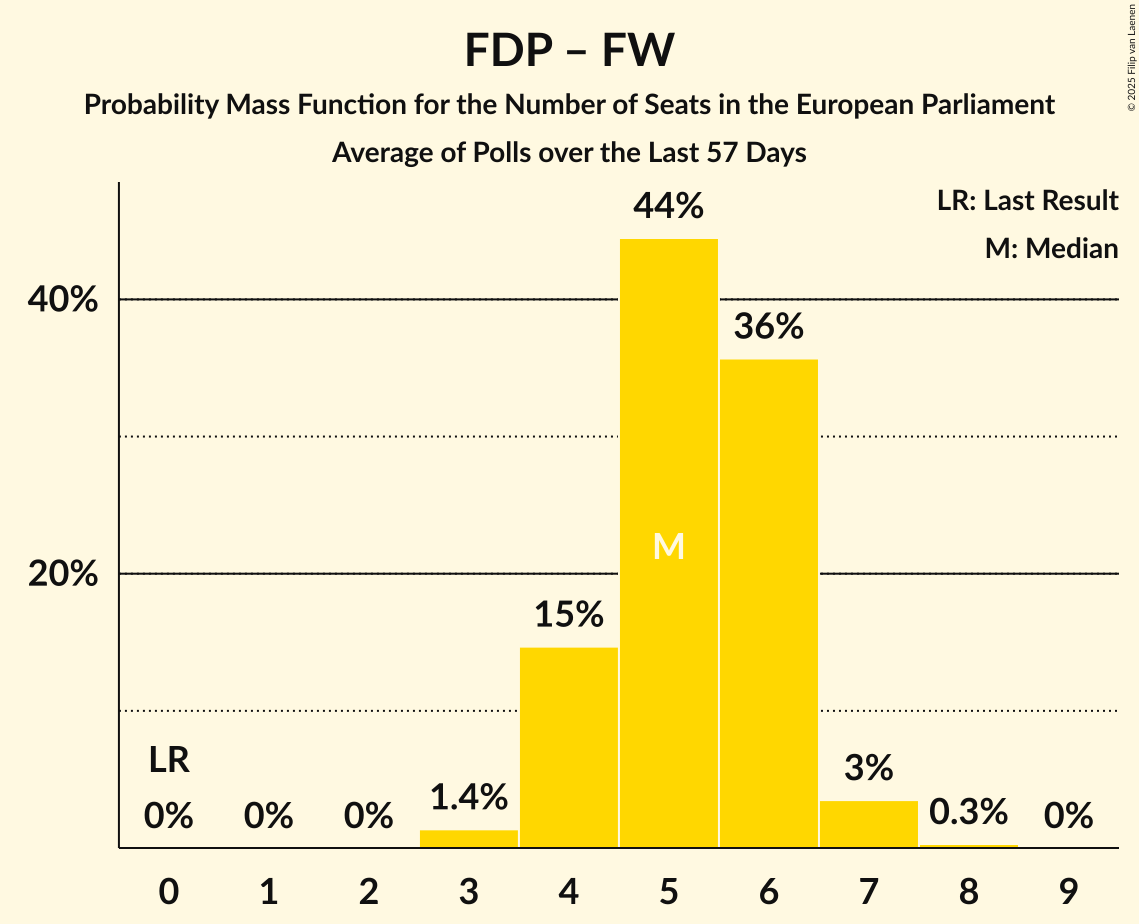 FDP – FW
Probability Mass Function for the Number of Seats in the European Parliament
Average of Polls over the Last 57 Days
© 2025 Filip van Laenen
LR: Last Result
M: Median
40%
20%
LR
0%
0%
0%
1.4%
15%
44%
M
36%
3%
0.3%
0%
0 1 2 3 4 5 6 7 8 9